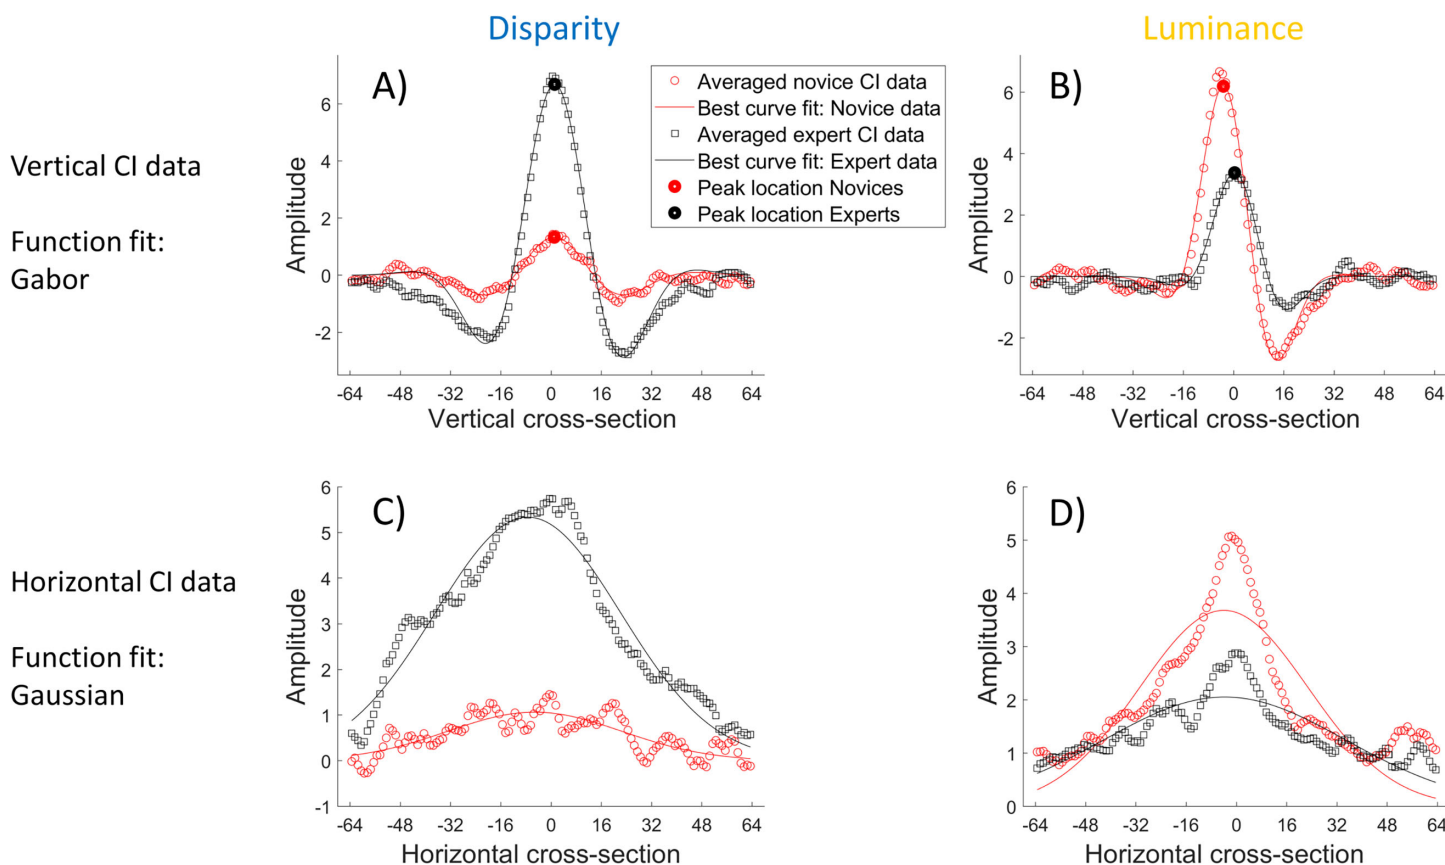 Disparity
Luminance
A)
B)
Averaged novice CI data
Best curve fit: Novice data
Averaged expert CI data
Best curve fit: Expert data
Peak location Novices
Peak location Experts
Vertical CI data
Function fit:
Gabor
Amplitude
6
4
2
0
-2
-64 -48 -32 -16 0 16 32 48 64
Vertical cross-section
Amplitude
6
4
2
0
-2
-64 -48 -32 -16 0 16 32 48 64
Vertical cross-section
C)
D)
Horizontal CI data
Function fit:
Gaussian
Amplitude
6
5
4
3
2
1
0
-1
-64 -48 -32 -16 0 16 32 48 64
Horizontal cross-section
Amplitude
6
5
4
3
2
1
0
-64 -48 -32 -16 0 16 32 48 64
Horizontal cross-section